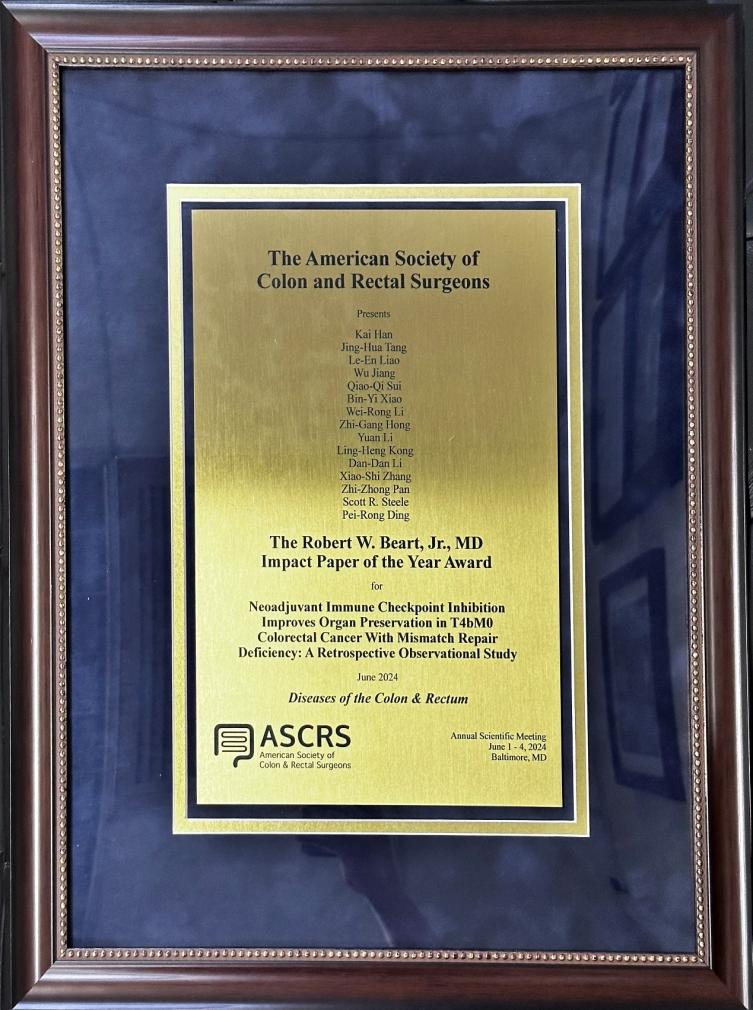 The American Society of
Colon and Rectal Surgeons
Presents
Kai Han
Jing-Hua Tang
Le-En Liao
Wu Jiang
Qiao-Qi Sui
Bin-Yi Xiao
Wei-Rong Li
Zhi-Gang Hong
Yuan Li
Ling-Heng Kong
Dan-Dan Li
Xiao-Shi Zhang
Zhi-Zhong Pan
Scott R. Steele
Pei-Rong Ding
The Robert W. Beart, Jr., MD
Impact Paper of the Year Award
for
Neoadjuvant Immune Checkpoint Inhibition
Improves Organ Preservation in T4bM0
Colorectal Cancer With Mismatch Repair
Deficiency: A Retrospective Observational Study
June 2024
Diseases of the Colon & Rectum
ASCRS
American Society of
Colon & Rectal Surgeons
Annual Scientific Meeting
June 1 - 4, 2024
Baltimore, MD